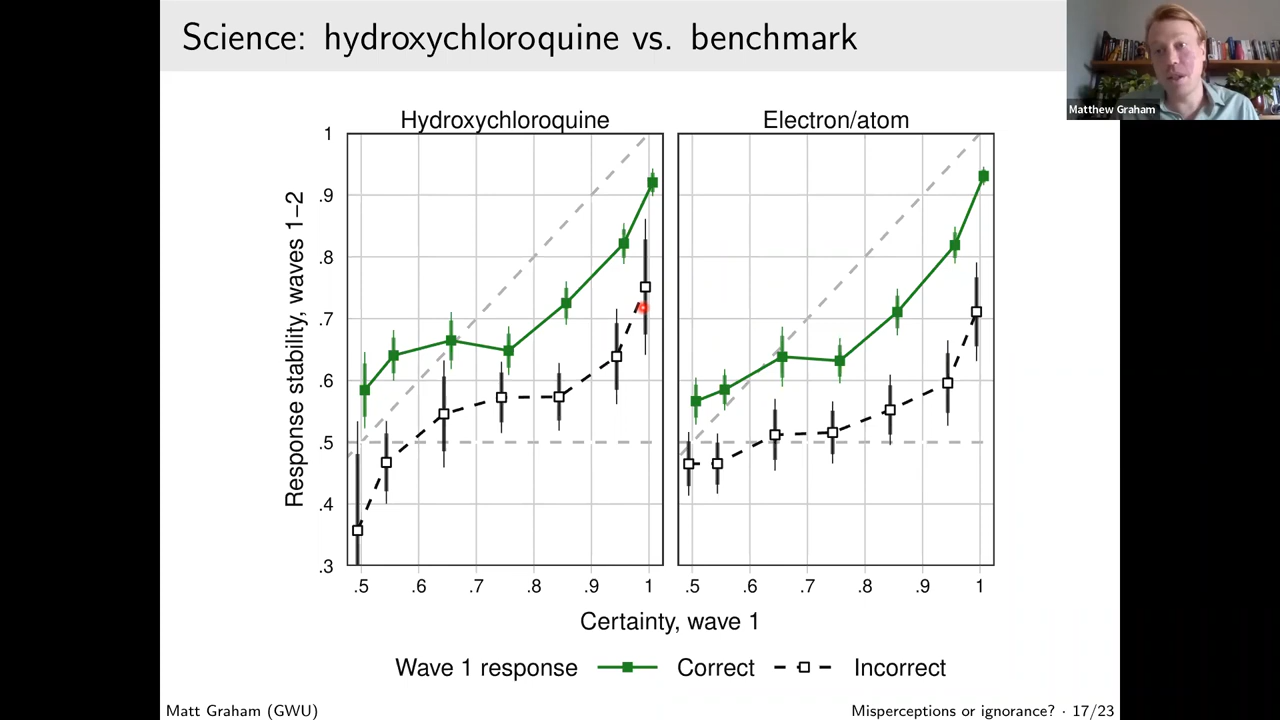 Science: hydroxychloroquine vs. benchmark
Matthew Graham
Hydroxychloroquine
Electron/atom
1
.9
.8
.7
.6
.5
.4
.3
Response stability, waves 1–2
.5 .6 .7 .8 .9 1
.5 .6 .7 .8 .9 1
Certainty, wave 1
Wave 1 response Correct Incorrect
Matt Graham (GWU)
Misperceptions or ignorance? · 17/23